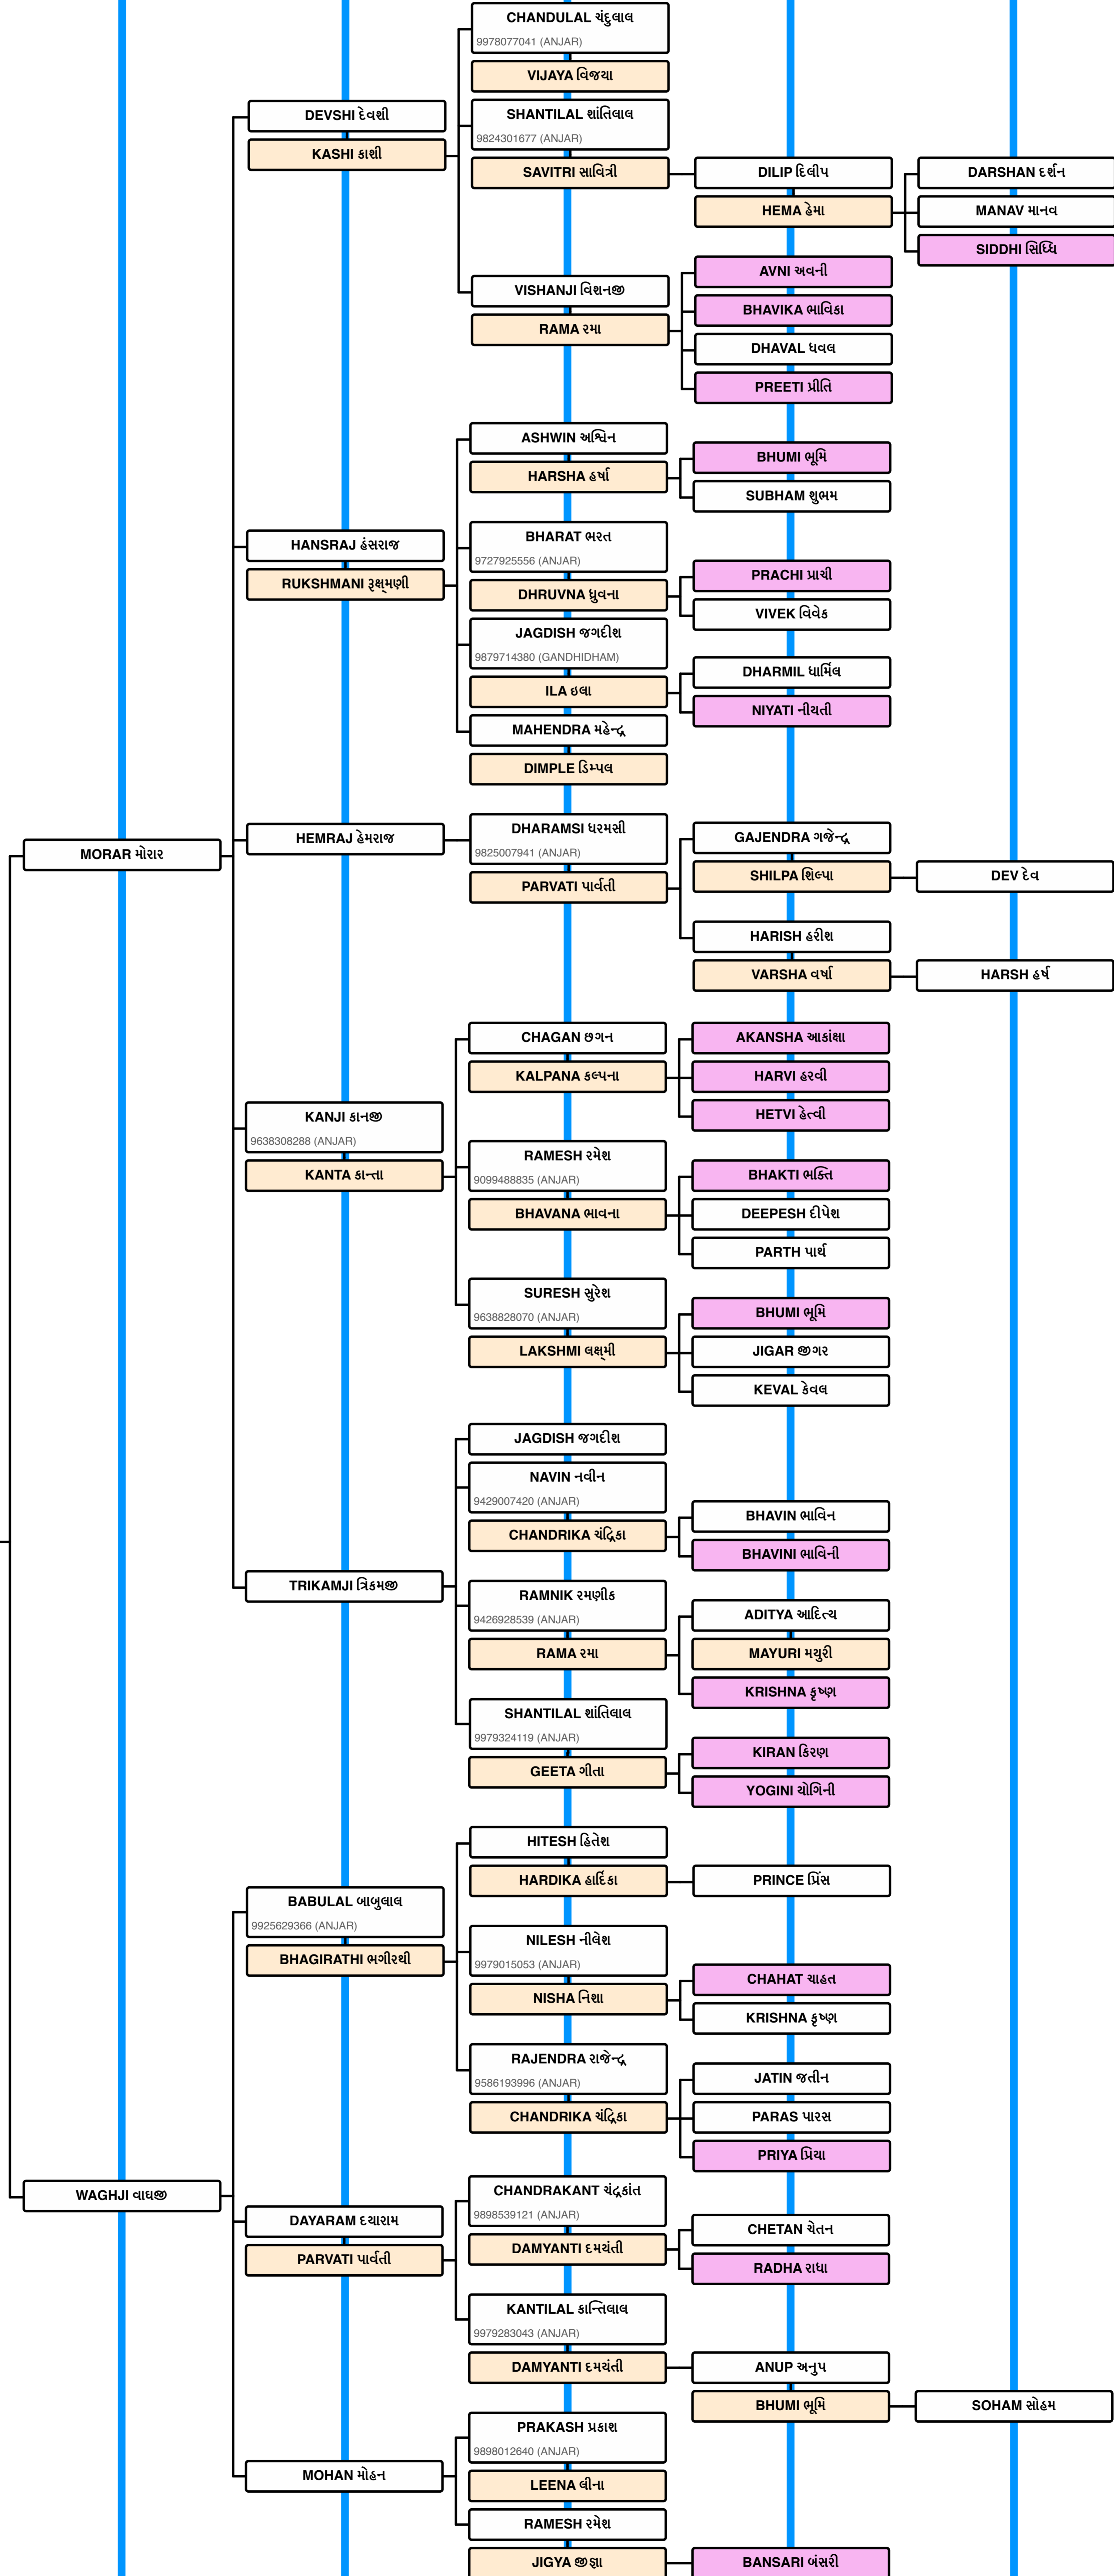 CHANDULAL ચંદુલાલ
9978077041 (ANJAR)
VIJAYA વિજયા
DEVSHI દેવશી
KASHI કાશી
SHANTILAL શાંતિલાલ
9824301677 (ANJAR)
SAVITRI સાવિત્રી
DILIP દિલીપ
HEMA હેમા
DARSHAN દર્શન
MANAV માનવ
SIDDHI સિધ્ધિ
VISHANJI વિશનજી
RAMA રમા
AVNI અવની
BHAVIKA ભાવિકા
DHAVAL ધવલ
PREETI પ્રીતિ
HANSRAJ હંસરાજ
RUKSHMANI રૂક્ષ્મણી
ASHWIN અશ્વિન
HARSHA હર્ષા
BHUMI ભૂમિ
SUBHAM શુભમ
BHARAT ભરત
9727925556 (ANJAR)
DHRUVNA ધ્રુવના
PRACHI પ્રાચી
VIVEK વિવેક
JAGDISH જગદીશ
9879714380 (GANDHIDHAM)
ILA ઇલા
DHARMIL ધાર્મિલ
NIYATI નીયતી
MAHENDRA મહેન્દ્ર
DIMPLE ડિમ્પલ
MORAR મોરાર
HEMRAJ હેમરાજ
DHARAMSI ધરમસી
9825007941 (ANJAR)
PARVATI પાર્વતી
GAJENDRA ગજેન્દ્ર
SHILPA શિલ્પા
DEV દેવ
HARISH હરીશ
VARSHA વર્ષા
HARSH હર્ષ
KANJI કાનજી
9638308288 (ANJAR)
KANTA કાન્તા
CHAGAN છગન
KALPANA કલ્પના
AKANSHA આકાંક્ષા
HARVI હરવી
HETVI હેત્વી
RAMESH રમેશ
9099488835 (ANJAR)
BHAVANA ભાવના
BHAKTI ભક્તિ
DEEPESH દીપેશ
PARTH પાર્થ
SURESH સુરેશ
9638828070 (ANJAR)
LAKSHMI લક્ષ્મી
BHUMI ભૂમિ
JIGAR જીગર
KEVAL કેવલ
TRIKAMJI ત્રિકમજી
JAGDISH જગદીશ
NAVIN નવીન
9429007420 (ANJAR)
CHANDRIKA ચંદ્રિકા
BHAVIN ભાવિન
BHAVINI ભાવિની
RAMNIK રમણીક
9426928539 (ANJAR)
RAMA રમા
ADITYA આદિત્ય
MAYURI મયુરી
KRISHNA કૃષ્ણ
SHANTILAL શાંતિલાલ
9979324119 (ANJAR)
GEETA ગીતા
KIRAN કિરણ
YOGINI યોગિની
BABULAL બાબુલાલ
9925629366 (ANJAR)
BHAGIRATHI ભગીરથી
HITESH હિતેશ
HARDIKA હાર્દિકા
PRINCE પ્રિંસ
NILESH નીલેશ
9979015053 (ANJAR)
NISHA નિશા
CHAHAT ચાહત
KRISHNA કૃષ્ણ
RAJENDRA રાજેન્દ્ર
9586193996 (ANJAR)
CHANDRIKA ચંદ્રિકા
JATIN જતીન
PARAS પારસ
PRIYA પ્રિયા
WAGHJI વાઘજી
DAYARAM દયારામ
PARVATI પાર્વતી
CHANDRAKANT ચંદ્રકાંત
9898539121 (ANJAR)
DAMYANTI દમયંતી
CHETAN ચેતન
RADHA રાધા
KANTILAL કાન્તિલાલ
9979283043 (ANJAR)
DAMYANTI દમયંતી
ANUP અનુપ
BHUMI ભૂમિ
SOHAM સોહમ
MOHAN મોહન
PRAKASH પ્રકાશ
9898012640 (ANJAR)
LEENA લીના
RAMESH રમેશ
JIGYA જીજ્ઞા
BANSARI બંસરી